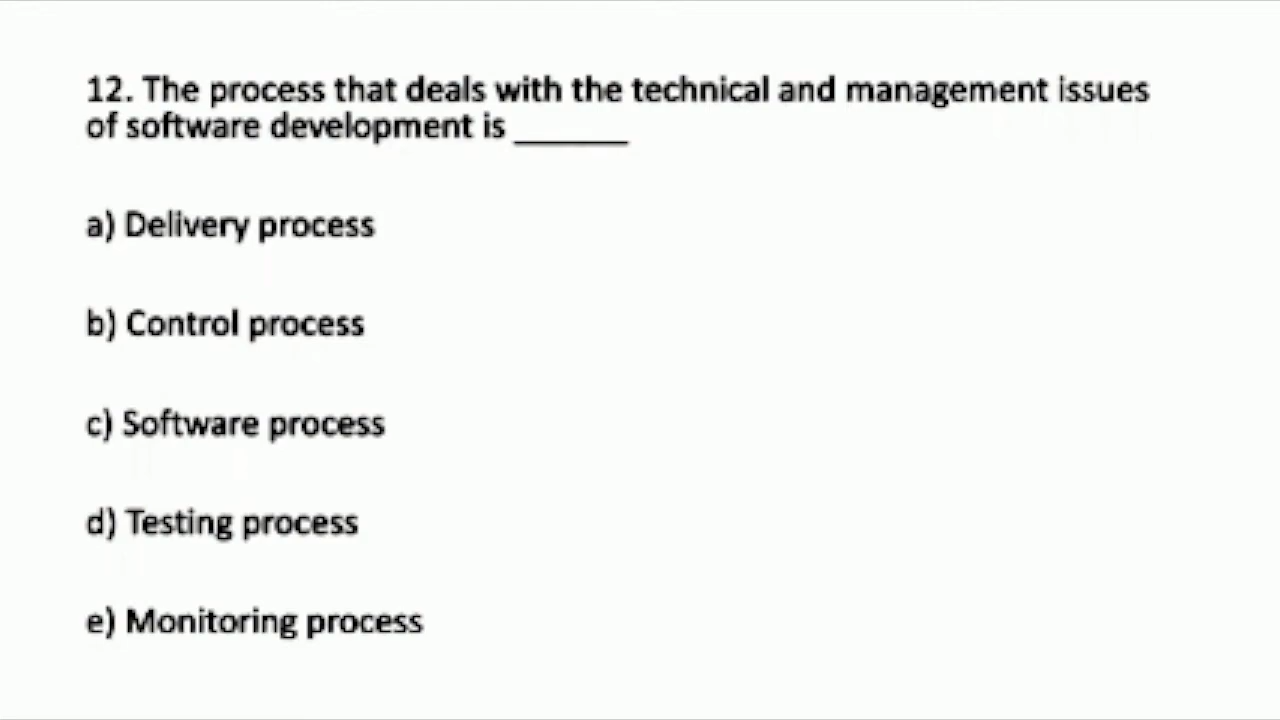 12. The process that deals with the technical and management issues
of software development is ______
a) Delivery process
b) Control process
c) Software process
d) Testing process
e) Monitoring process